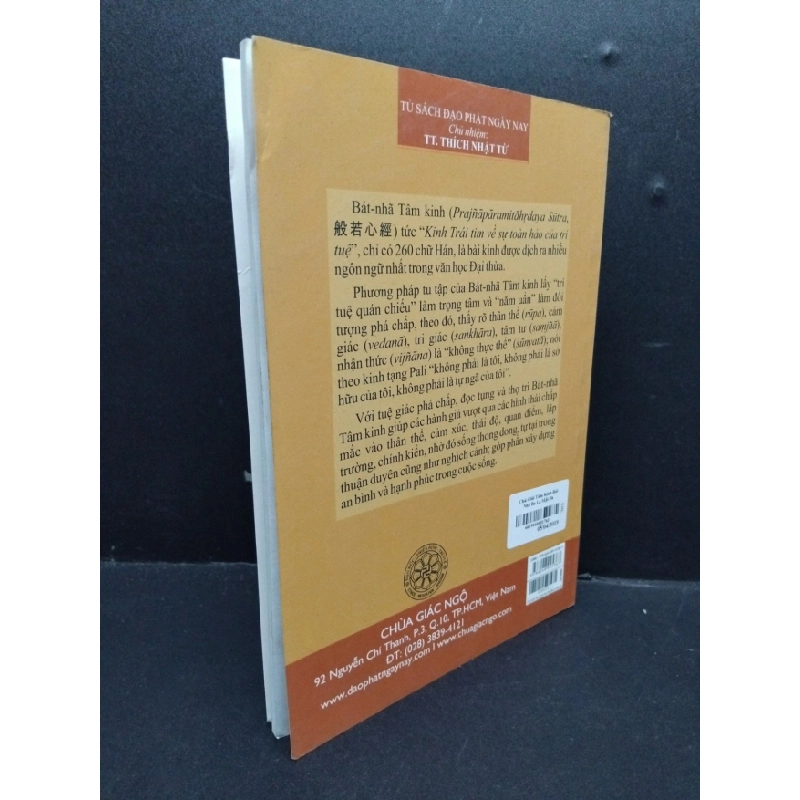 TỦ SÁCH ĐẠO PHẬT NGÀY NAY
Chủ nhiệm:
TT. THÍCH NHẬT TỪ
Bát-nhã Tâm kinh (Prajñāpāramitāhṛdaya Sūtra,
般若心經) tức “Kinh Trái tim về sự toàn hảo của trí
tuệ”, chỉ có 260 chữ Hán, là bài kinh được dịch ra nhiều
ngôn ngữ nhất trong văn học Đại thừa.
Phương pháp tu tập của Bát-nhã Tâm kinh lấy “trí
tuệ quán chiếu” làm trọng tâm và “năm uẩn” làm đối
tượng phá chấp, theo đó, thấy rõ thân thể (rūpa), cảm
giác (vedanā), tri giác (saṅkhāra), tâm tư (saṃjñā),
nhận thức (vijñāna) là “không thực thể” (śūnyatā), nói
theo kinh tạng Pali “không phải là tôi, không phải là sở
hữu của tôi, không phải là tự ngã của tôi”.
Với tuệ giác phá chấp, đọc tụng và thọ trì Bát-nhã
Tâm kinh giúp các hành giả vượt qua các hình thái chấp
mắc vào thân thể, cảm xúc, thái độ, quan điểm, lập
trường, chính kiến, nhờ đó sống thong dong, tự tại trong
thuận duyên cũng như nghịch cảnh, góp phần xây dựng
an bình và hạnh phúc trong cuộc sống.
CHÙA GIÁC NGỘ
92 Nguyễn Chí Thanh, P.3, Q.10, TP.HCM, Việt Nam
ĐT: (028) 3839-4121
www.daophatngaynay.com | www.chuagiacngo.com